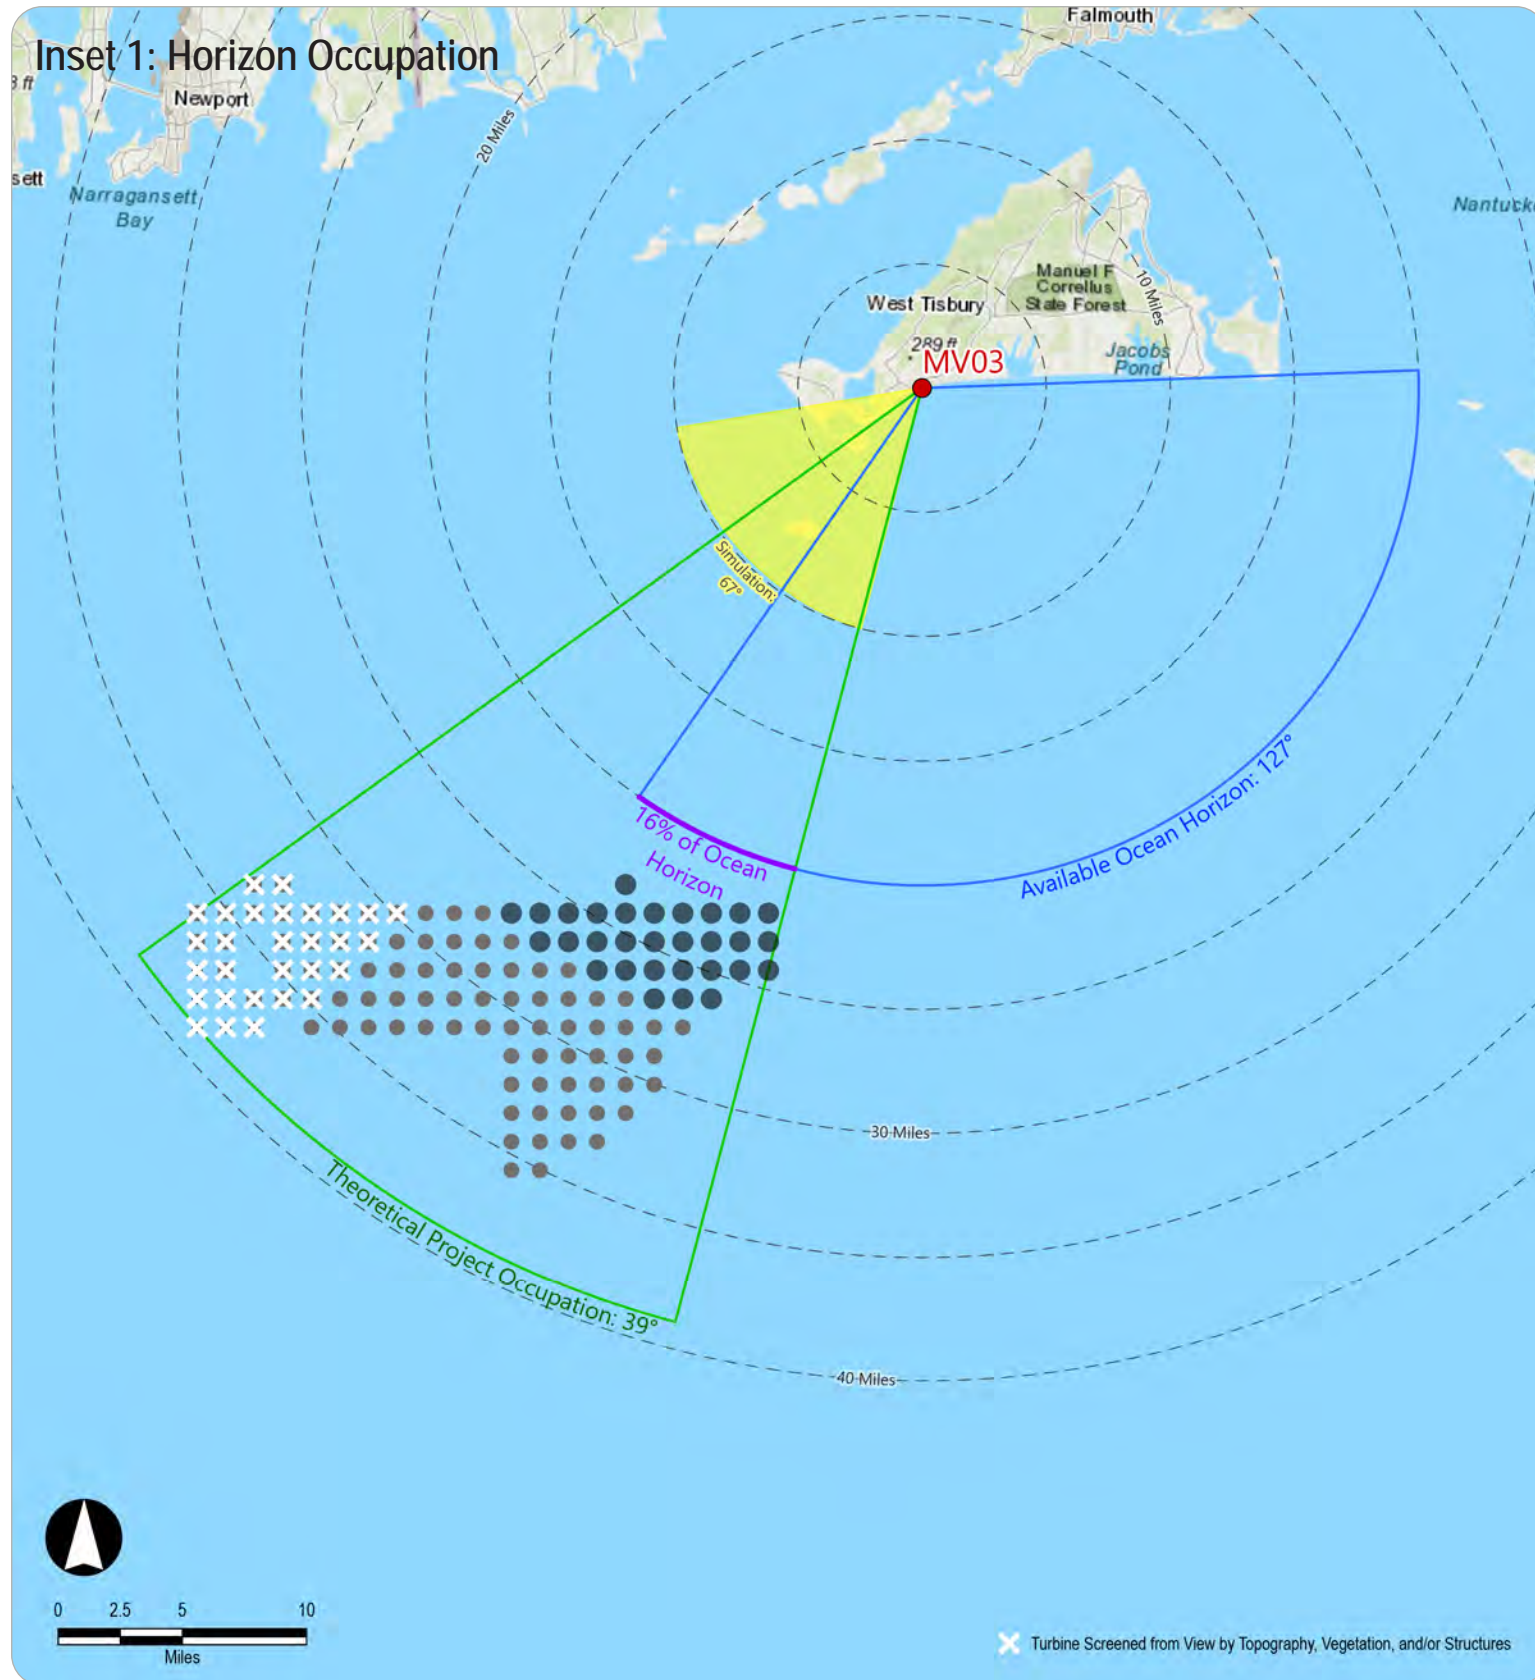 Falmouth
Inset 1: Horizon Occupation
3 ft
Newport
20 Miles
sett
Narragansett
Bay
Nantuck
Manuel F
Correllus
State Forest
10 Miles
West Tisbury
289 ft
Jacobs
Pond
MV03
Simulation:
67°
Available Ocean Horizon: 127°
16% of Ocean
Horizon
30 Miles
Theoretical Project Occupation: 39°
40 Miles
0 2.5 5 10
Miles
Turbine Screened from View by Topography, Vegetation, and/or Structures